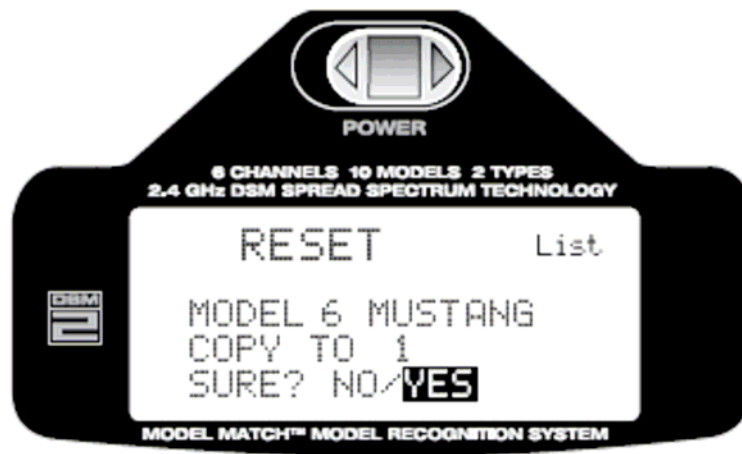 POWER
6 CHANNELS 10 MODELS 2 TYPES
2.4 GHz DSM SPREAD SPECTRUM TECHNOLOGY
RESET List
DSM
2
MODEL 6 MUSTANG
COPY TO 1
SURE? NO/YES
MODEL MATCH™ MODEL RECOGNITION SYSTEM